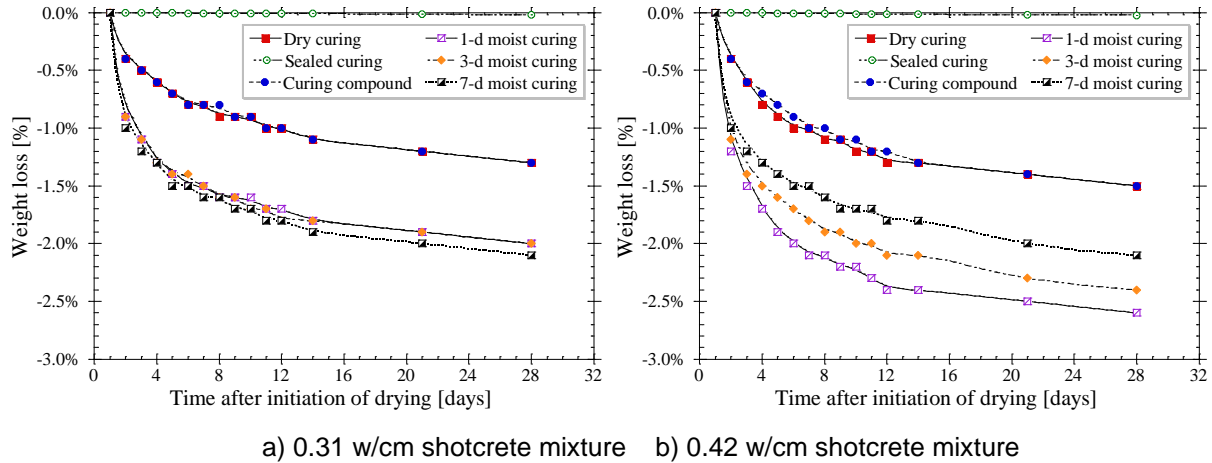 0.0%
-0.5%
-1.0%
-1.5%
-2.0%
-2.5%
-3.0%
Weight loss [%]
Dry curing
Sealed curing
Curing compound
1-d moist curing
3-d moist curing
7-d moist curing
0 4 8 12 16 20 24 28 32
Time after initiation of drying [days]
0.0%
-0.5%
-1.0%
-1.5%
-2.0%
-2.5%
-3.0%
Weight loss [%]
Dry curing
Sealed curing
Curing compound
1-d moist curing
3-d moist curing
7-d moist curing
0 4 8 12 16 20 24 28 32
Time after initiation of drying [days]
a) 0.31 w/cm shotcrete mixture b) 0.42 w/cm shotcrete mixture